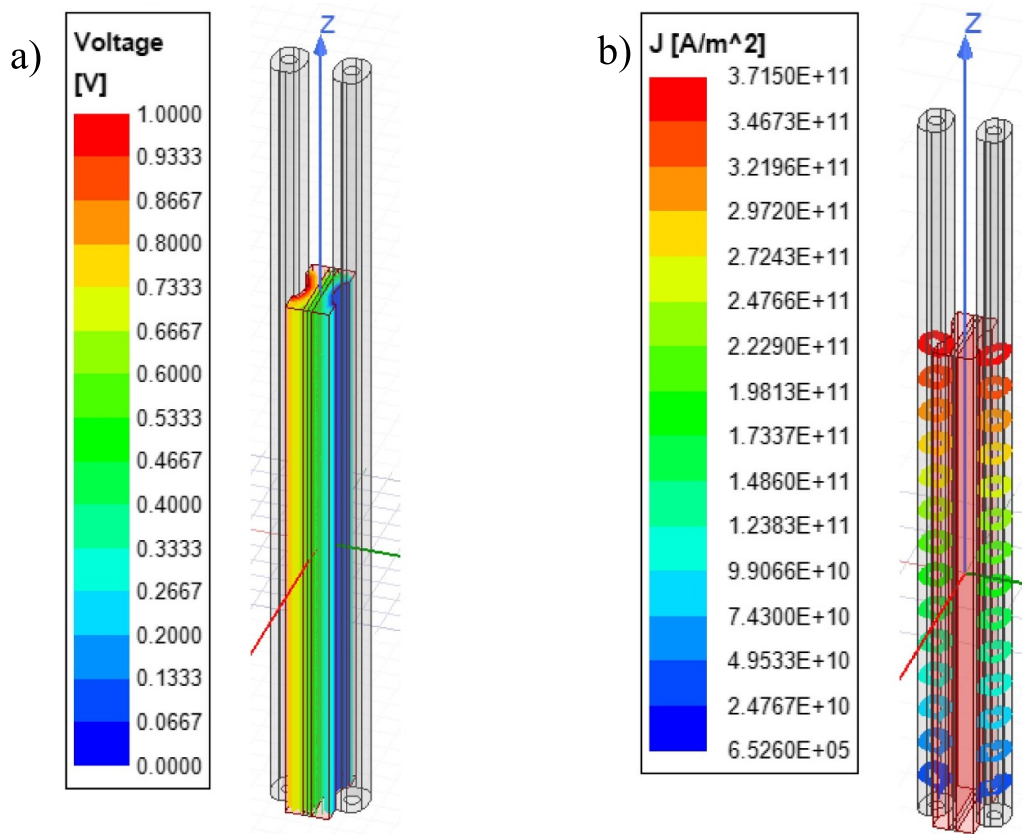 a)
Voltage
[V]
1.0000
0.9333
0.8667
0.8000
0.7333
0.6667
0.6000
0.5333
0.4667
0.4000
0.3333
0.2667
0.2000
0.1333
0.0667
0.0000
Z
b)
J [A/m^2]
3.7150E+11
3.4673E+11
3.2196E+11
2.9720E+11
2.7243E+11
2.4766E+11
2.2290E+11
1.9813E+11
1.7337E+11
1.4860E+11
1.2383E+11
9.9066E+10
7.4300E+10
4.9533E+10
2.4767E+10
6.5260E+05
Z